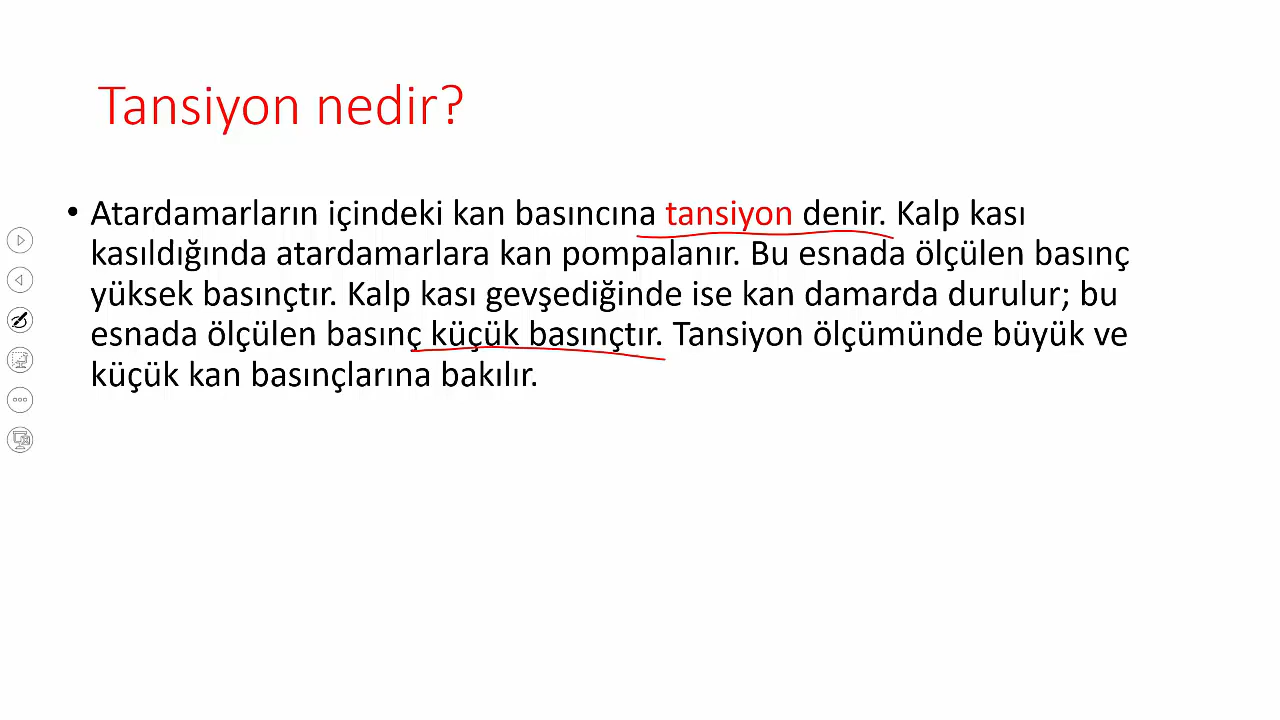 Tansiyon nedir?
• Atardamarların içindeki kan basıncına tansiyon denir. Kalp kası
kasıldığında atardamarlara kan pompalanır. Bu esnada ölçülen basınç
yüksek basınçtır. Kalp kası gevşediğinde ise kan damarda durulur; bu
esnada ölçülen basınç küçük basınçtır. Tansiyon ölçümünde büyük ve
küçük kan basınçlarına bakılır.